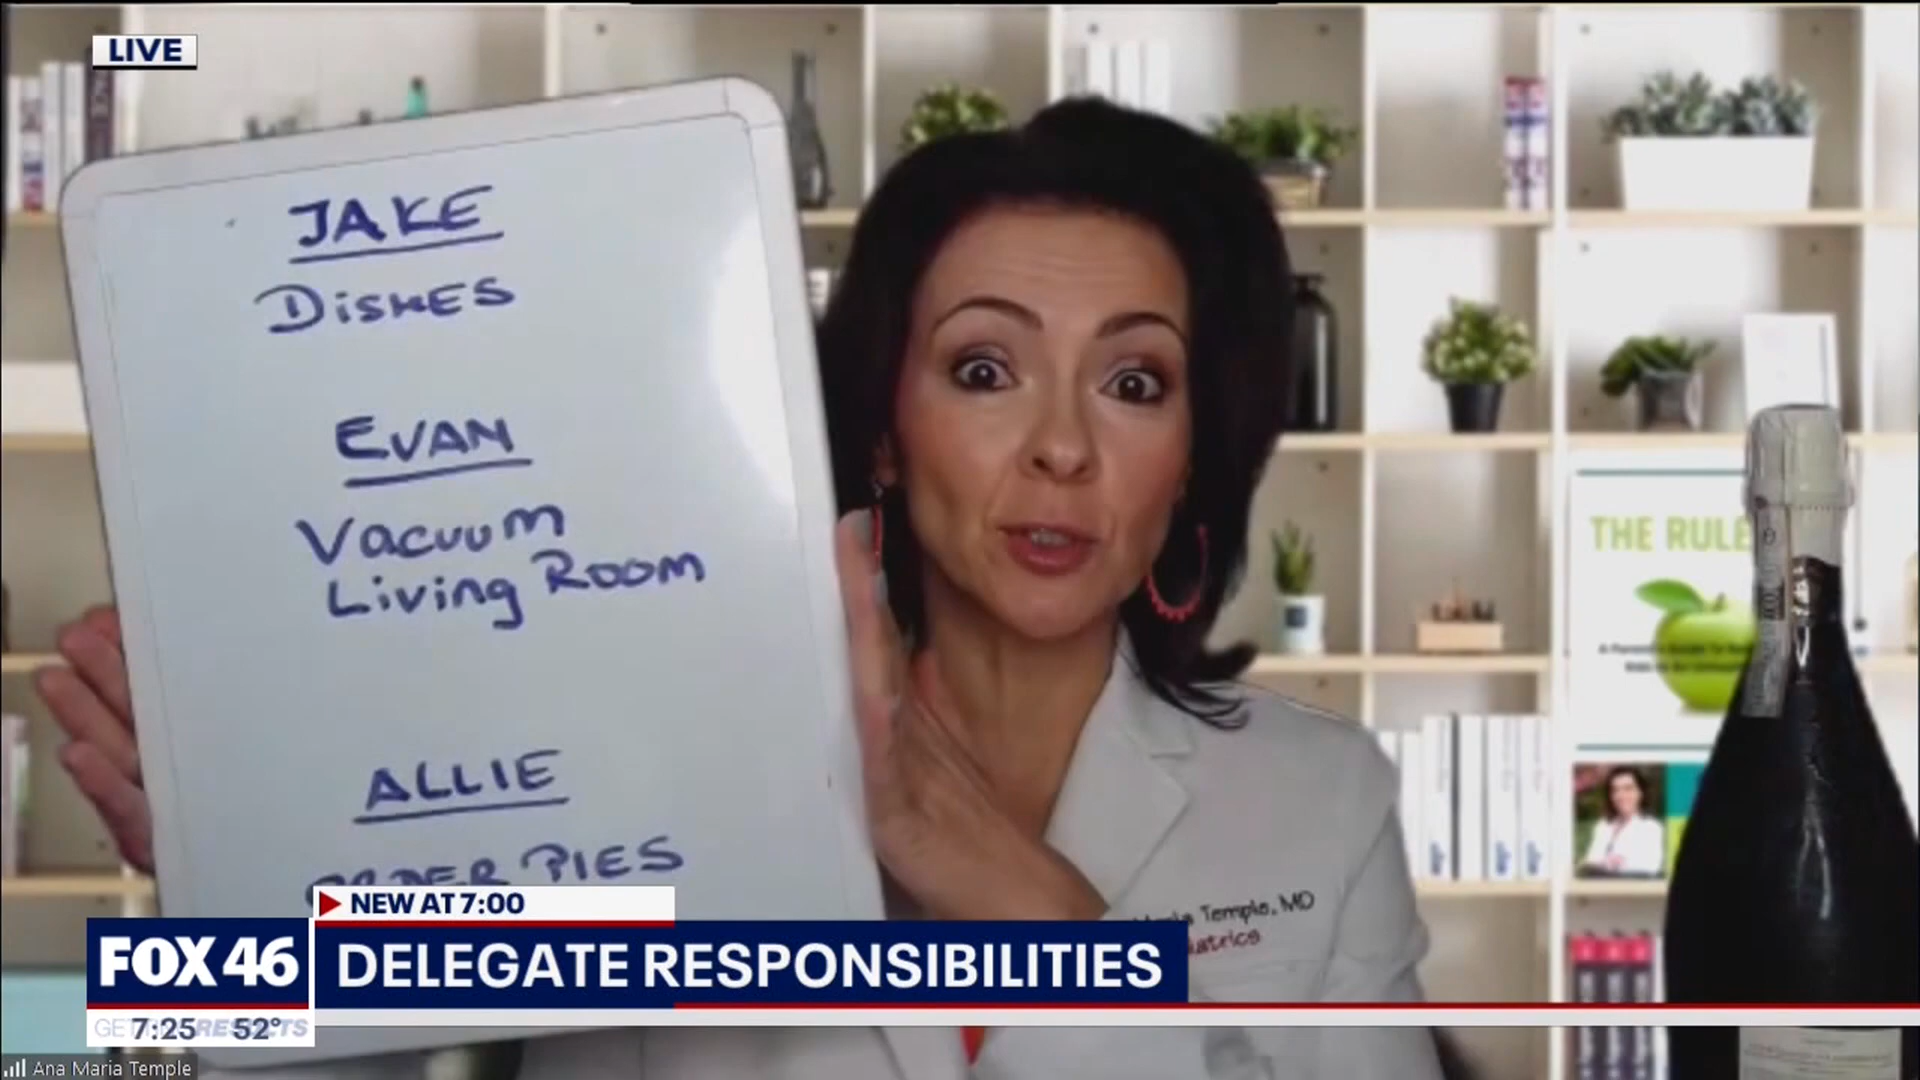 LIVE
JAKE
DISHES
EVAN
Vacuum
Living Room
ALLIE
ORDER PIES
THE RULE
Temple, MD
NEW AT 7:00
FOX 46
DELEGATE RESPONSIBILITIES
7:25 52°
Ana Maria Temple